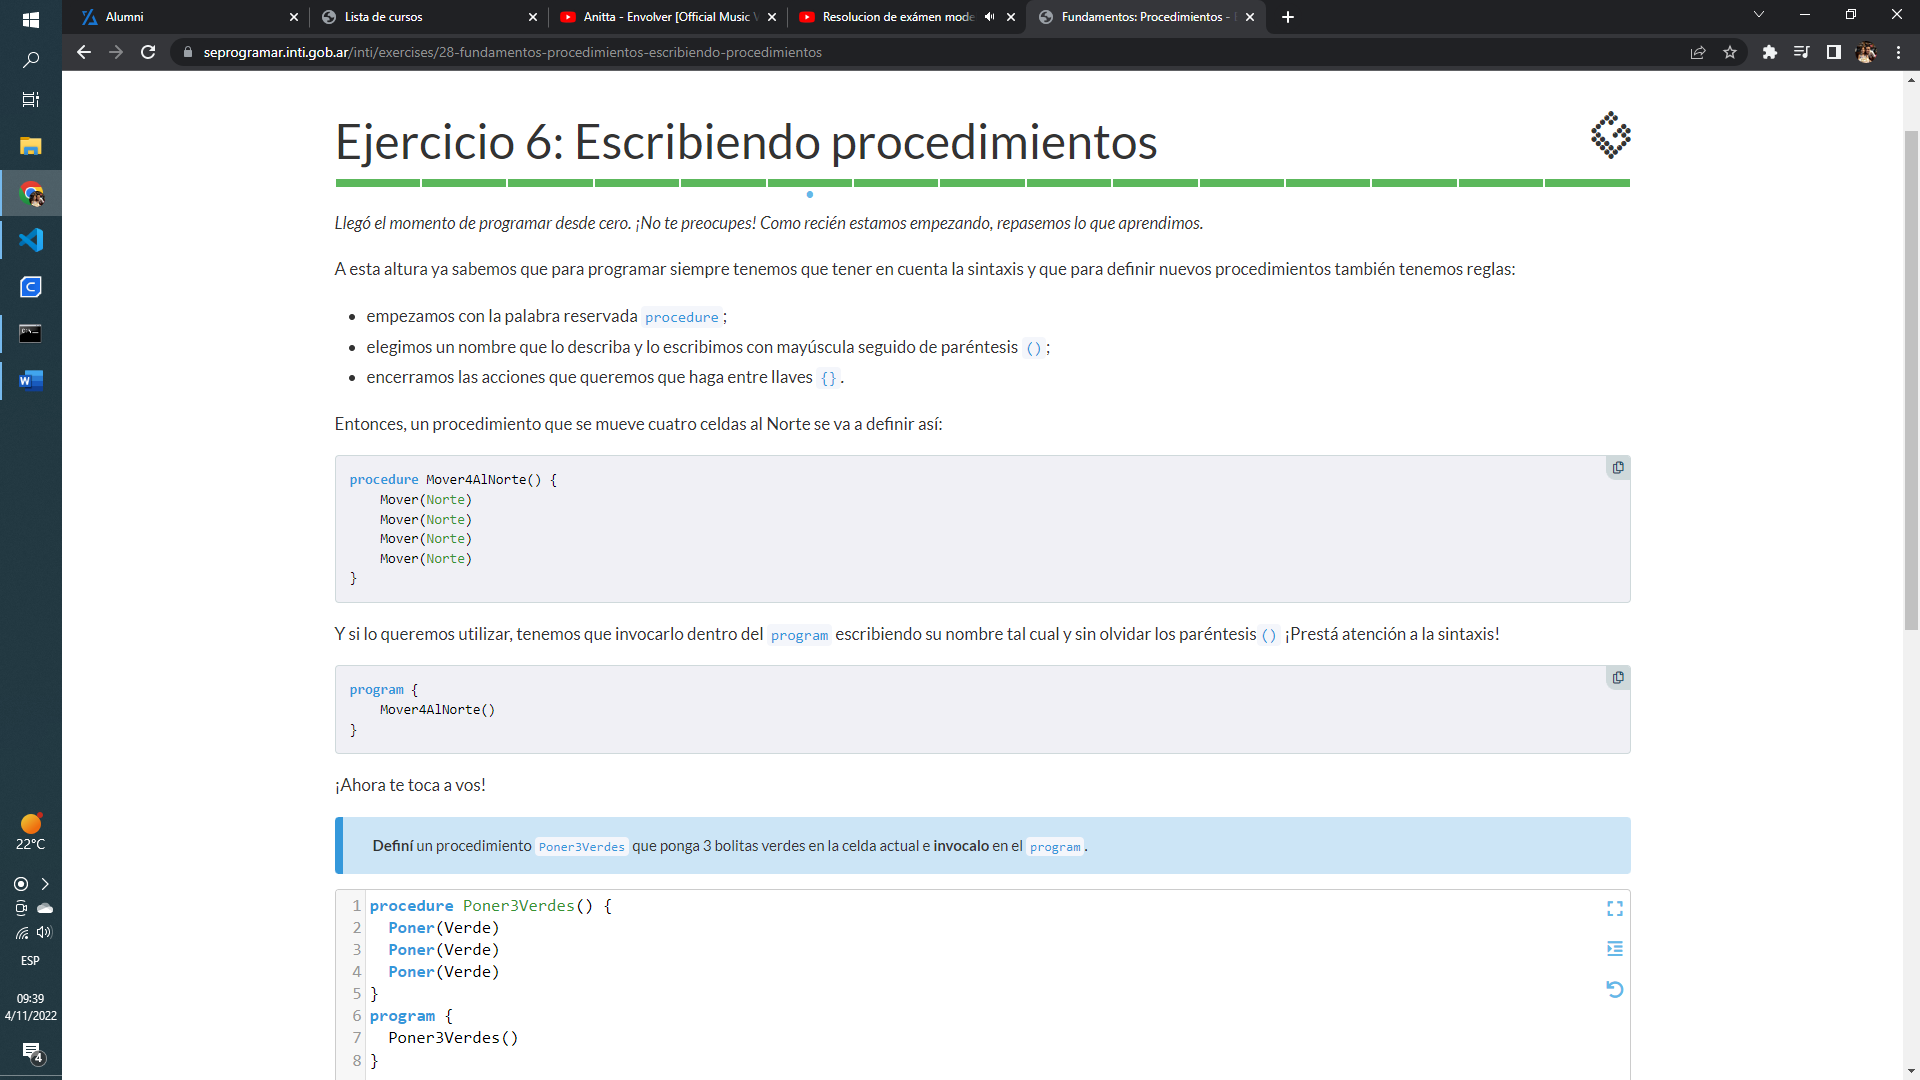 Alumni
Lista de cursos
Anitta - Envolver [Official Music V
Resolucion de exámen mode
Fundamentos: Procedimientos -
seprogramar.inti.gob.ar/inti/exercises/28-fundamentos-procedimientos-escribiendo-procedimientos
Ejercicio 6: Escribiendo procedimientos
Llegó el momento de programar desde cero. ¡No te preocupes! Como recién estamos empezando, repasemos lo que aprendimos.
A esta altura ya sabemos que para programar siempre tenemos que tener en cuenta la sintaxis y que para definir nuevos procedimientos también tenemos reglas:
• empezamos con la palabra reservada procedure;
• elegimos un nombre que lo describa y lo escribimos con mayúscula seguido de paréntesis ();
• encerramos las acciones que queremos que haga entre llaves {}.
Entonces, un procedimiento que se mueve cuatro celdas al Norte se va a definir así:
procedure Mover4AlNorte() {
    Mover(Norte)
    Mover(Norte)
    Mover(Norte)
    Mover(Norte)
}
Y si lo queremos utilizar, tenemos que invocarlo dentro del program escribiendo su nombre tal cual y sin olvidar los paréntesis () ¡Prestá atención a la sintaxis!
program {
    Mover4AlNorte()
}
¡Ahora te toca a vos!
Definí un procedimiento Poner3Verdes que ponga 3 bolitas verdes en la celda actual e invocalo en el program.
1 procedure Poner3Verdes() {
2   Poner(Verde)
3   Poner(Verde)
4   Poner(Verde)
5 }
6 program {
7   Poner3Verdes()
8 }
22°C
ESP
09:39
4/11/2022
4